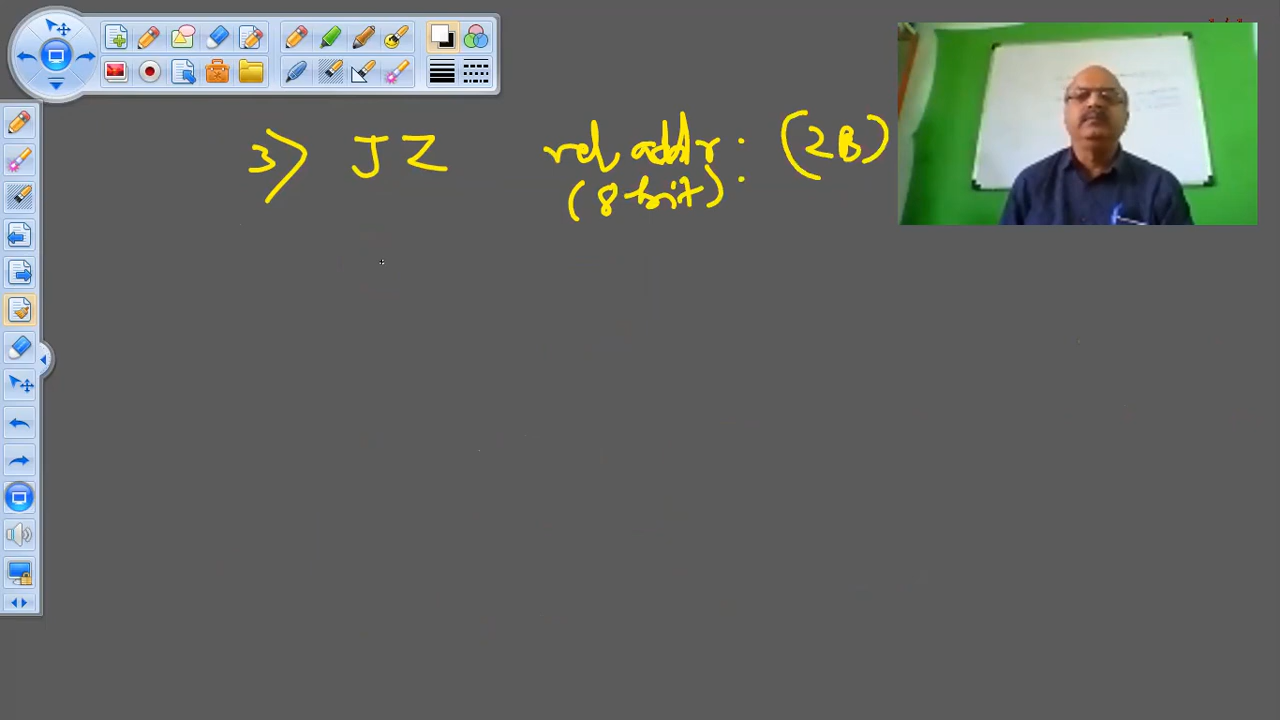 3) JZ rel addr : (2B)
(8 bit)